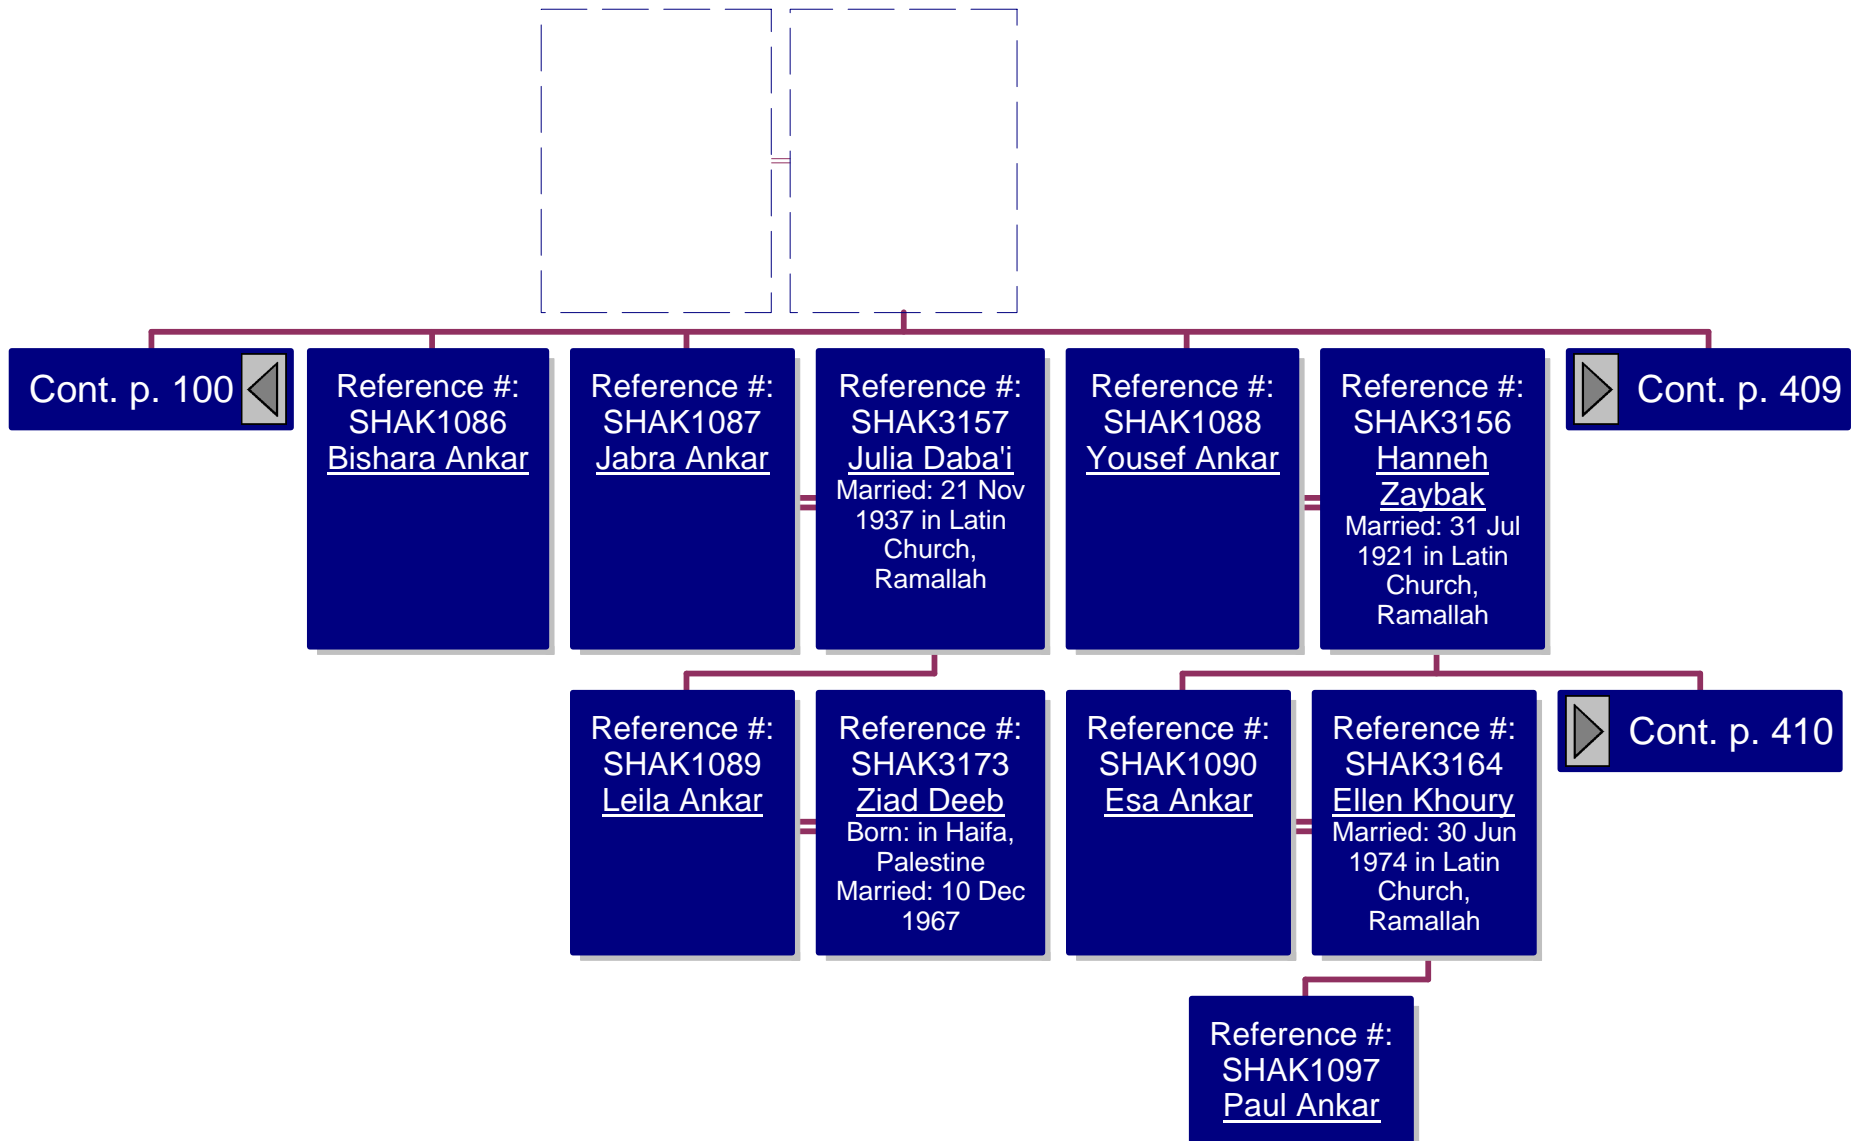 Cont. p. 100
Reference #:
SHAK1086
Bishara Ankar
Reference #:
SHAK1087
Jabra Ankar
Reference #:
SHAK3157
Julia Daba'i
Married: 21 Nov
1937 in Latin
Church,
Ramallah
Reference #:
SHAK1088
Yousef Ankar
Reference #:
SHAK3156
Hanneh
Zaybak
Married: 31 Jul
1921 in Latin
Church,
Ramallah
Cont. p. 409
Reference #:
SHAK1089
Leila Ankar
Reference #:
SHAK3173
Ziad Deeb
Born: in Haifa,
Palestine
Married: 10 Dec
1967
Reference #:
SHAK1090
Esa Ankar
Reference #:
SHAK3164
Ellen Khoury
Married: 30 Jun
1974 in Latin
Church,
Ramallah
Cont. p. 410
Reference #:
SHAK1097
Paul Ankar